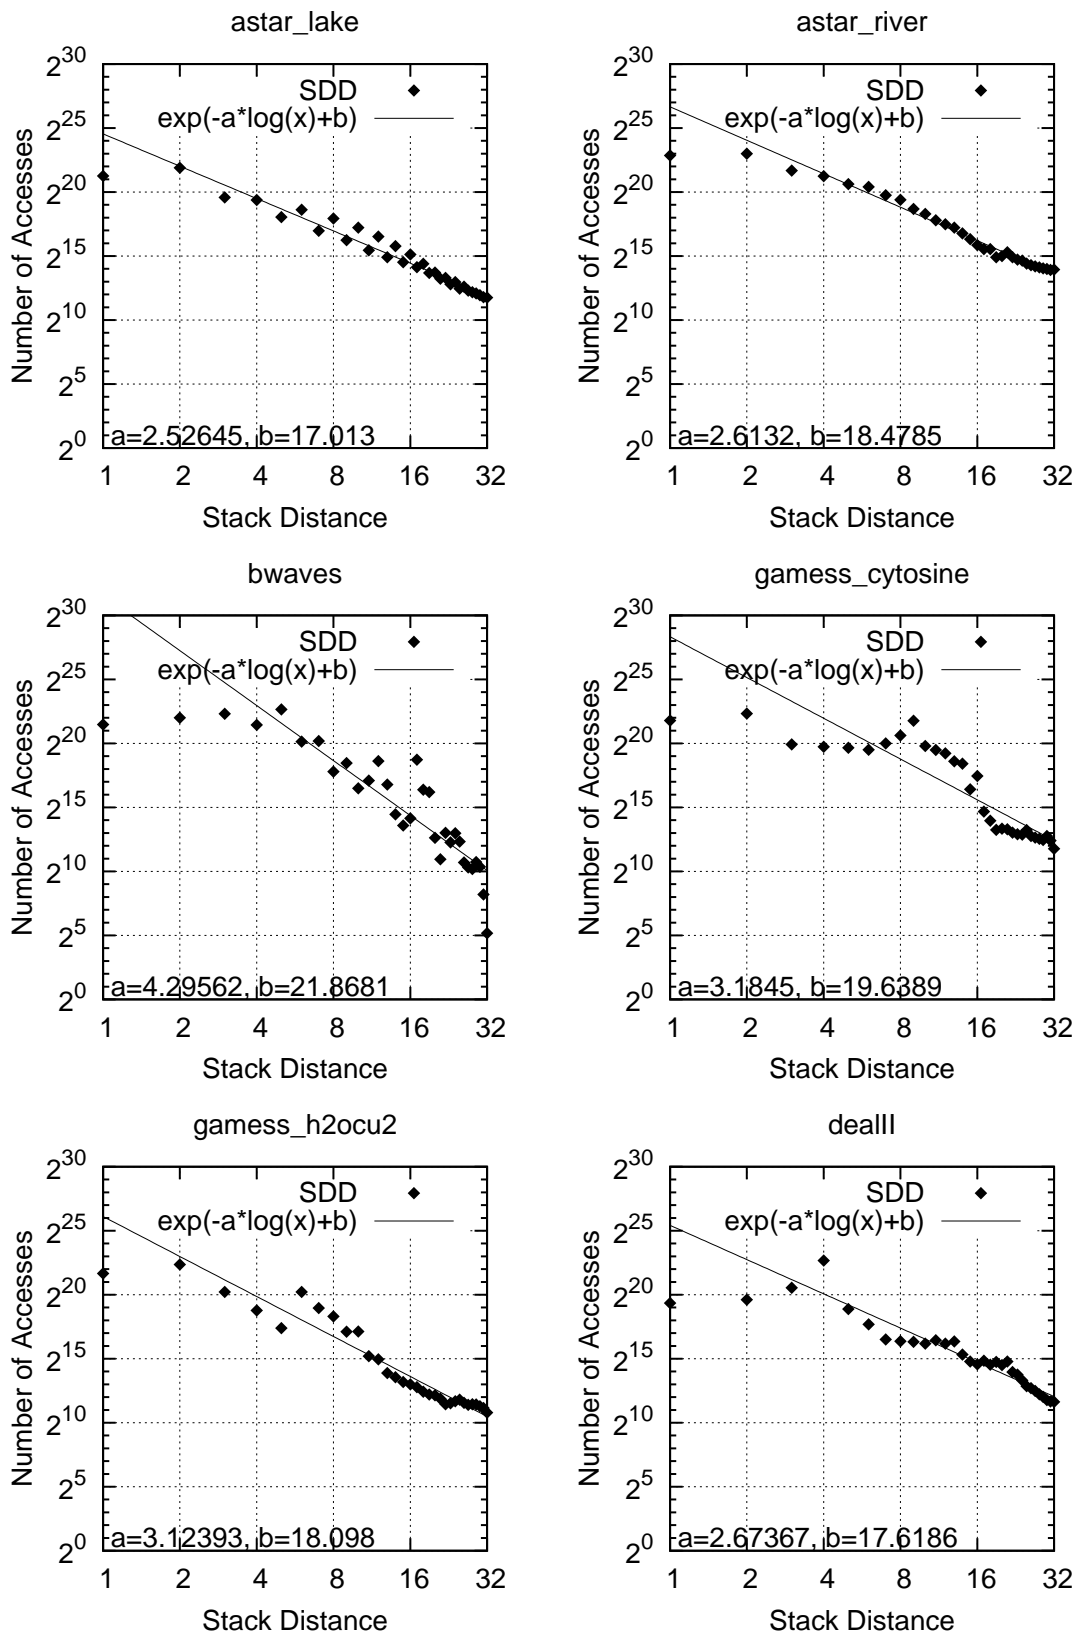 astar_lake
Number of Accesses
2^30
2^25
2^20
2^15
2^10
2^5
2^0
SDD
exp(-a*log(x)+b)
a=2.52645, b=17.013
1 2 4 8 16 32
Stack Distance
astar_river
Number of Accesses
2^30
2^25
2^20
2^15
2^10
2^5
2^0
SDD
exp(-a*log(x)+b)
a=2.6132, b=18.4785
1 2 4 8 16 32
Stack Distance
bwaves
Number of Accesses
2^30
2^25
2^20
2^15
2^10
2^5
2^0
SDD
exp(-a*log(x)+b)
a=4.29562, b=21.8681
1 2 4 8 16 32
Stack Distance
gamess_cytosine
Number of Accesses
2^30
2^25
2^20
2^15
2^10
2^5
2^0
SDD
exp(-a*log(x)+b)
a=3.1845, b=19.6389
1 2 4 8 16 32
Stack Distance
gamess_h2ocu2
Number of Accesses
2^30
2^25
2^20
2^15
2^10
2^5
2^0
SDD
exp(-a*log(x)+b)
a=3.12393, b=18.098
1 2 4 8 16 32
Stack Distance
dealII
Number of Accesses
2^30
2^25
2^20
2^15
2^10
2^5
2^0
SDD
exp(-a*log(x)+b)
a=2.67367, b=17.6186
1 2 4 8 16 32
Stack Distance